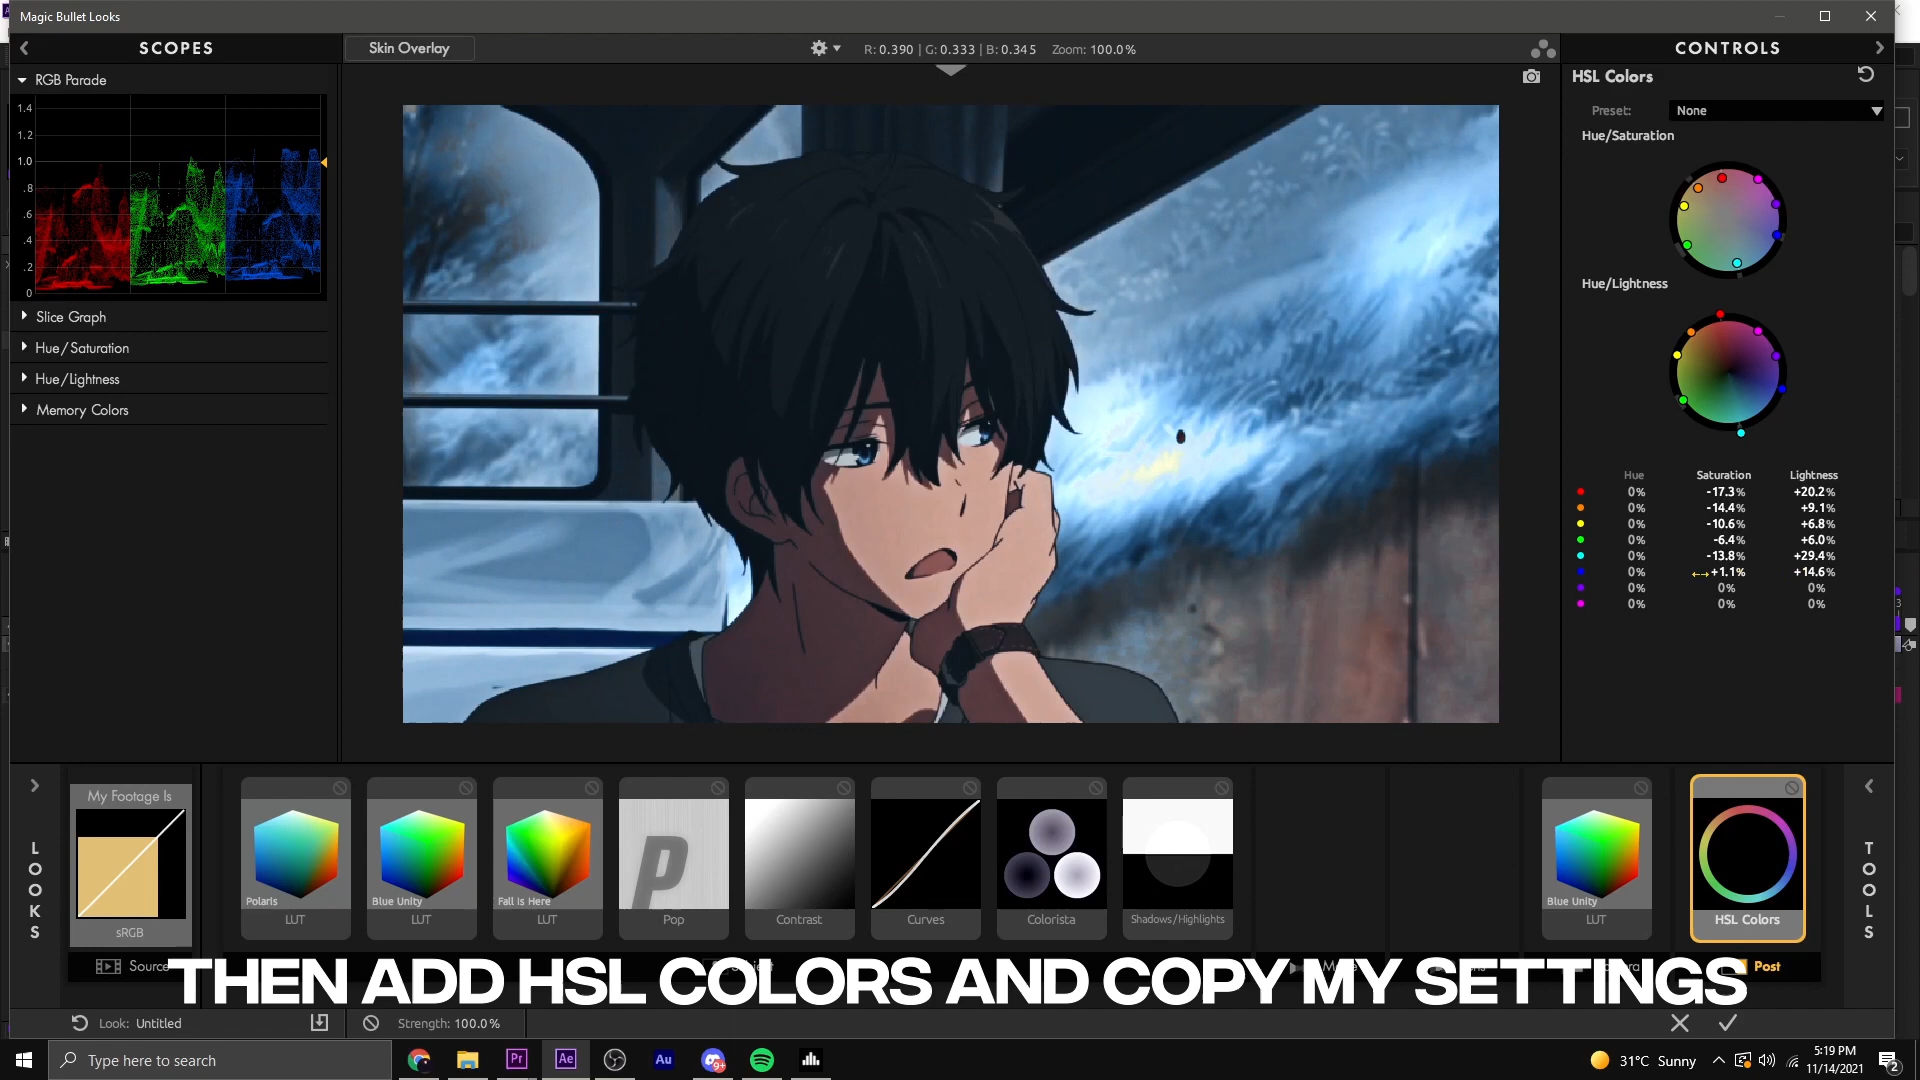 Magic Bullet Looks
SCOPES
Skin Overlay
R: 0.390 | G: 0.333 | B: 0.345 Zoom: 100.0%
CONTROLS
RGB Parade
1.4
1.2
1.0
.8
.6
.4
.2
0
Slice Graph
Hue/Saturation
Hue/Lightness
Memory Colors
HSL Colors
Preset: None
Hue/Saturation
Hue/Lightness
Hue Saturation Lightness
0% -17.3% +20.2%
0% -14.4% +9.1%
0% -10.6% +6.8%
0% -6.4% +6.0%
0% -13.8% +29.4%
0% +1.1% +14.6%
0% 0% 0%
0% 0% 0%
LOOKS
My Footage Is
sRGB
Polaris
LUT
Blue Unity
LUT
Fall is Here
LUT
P
Pop
Contrast
Curves
Colorista
Shadows/Highlights
Blue Unity
LUT
HSL Colors
TOOLS
Source
Post
THEN ADD HSL COLORS AND COPY MY SETTINGS
Look: Untitled
Strength: 100.0%
Type here to search
Pr
Ae
Au
9+
31°C Sunny
5:19 PM
11/14/2021
2